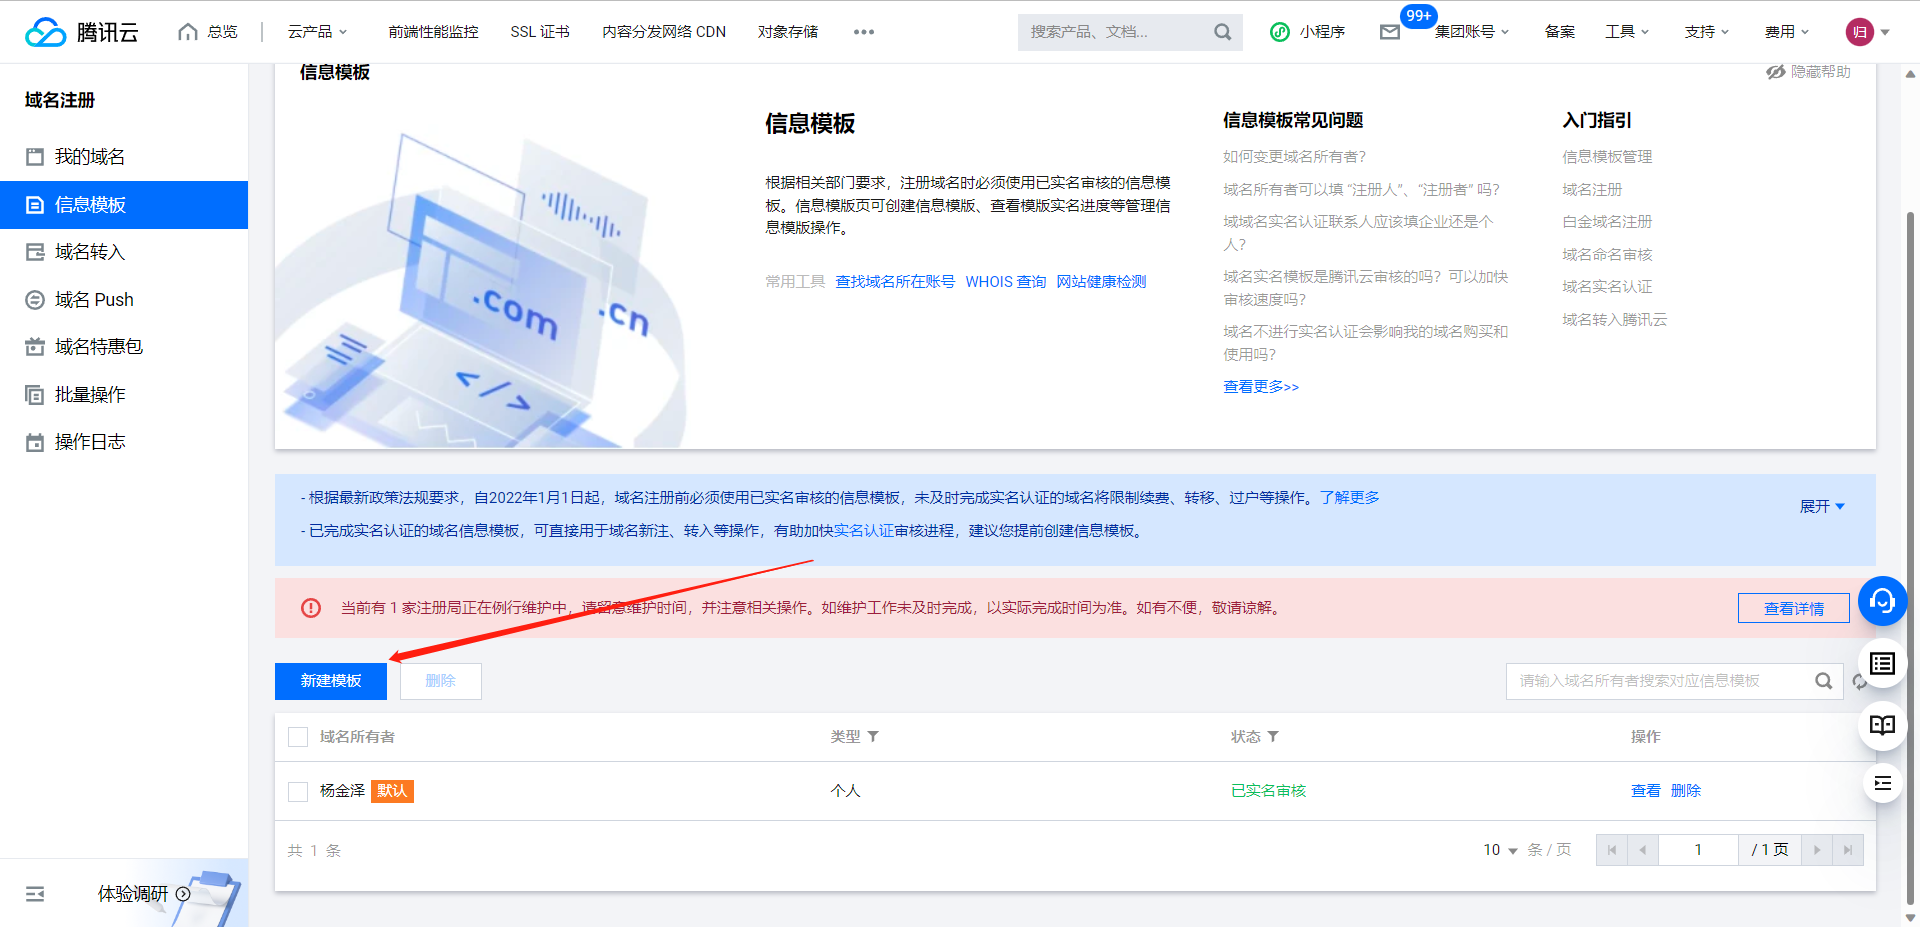 腾讯云
总览
云产品
前端性能监控
SSL 证书
内容分发网络 CDN
对象存储
•••
搜索产品、文档...
小程序
99+
集团账号
备案
工具
支持
费用
归
域名注册
我的域名
信息模板
域名转入
域名 Push
域名特惠包
批量操作
操作日志
体验调研
信息模板
隐藏帮助
.com
.cn
</>
信息模板
根据相关部门要求，注册域名时必须使用已实名审核的信息模
板。信息模版页可创建信息模版、查看模版实名进度等管理信
息模版操作。
常用工具 查找域名所在账号 WHOIS 查询 网站健康检测
信息模板常见问题
如何变更域名所有者？
域名所有者可以填 “注册人”、“注册者” 吗？
域域名实名认证联系人应该填企业还是个
人？
域名实名模板是腾讯云审核的吗？可以加快
审核速度吗？
域名不进行实名认证会影响我的域名购买和
使用吗？
查看更多>>
入门指引
信息模板管理
域名注册
白金域名注册
域名命名审核
域名实名认证
域名转入腾讯云
- 根据最新政策法规要求，自2022年1月1日起，域名注册前必须使用已实名审核的信息模板，未及时完成实名认证的域名将限制续费、转移、过户等操作。了解更多
- 已完成实名认证的域名信息模板，可直接用于域名新注、转入等操作，有助加快实名认证审核进程，建议您提前创建信息模板。
展开
当前有 1 家注册局正在例行维护中，请留意维护时间，并注意相关操作。如维护工作未及时完成，以实际完成时间为准。如有不便，敬请谅解。
查看详情
新建模板
删除
请输入域名所有者搜索对应信息模板
域名所有者
类型
状态
操作
杨金泽 默认
个人
已实名审核
查看 删除
共 1 条
10 条 / 页
1
/ 1 页